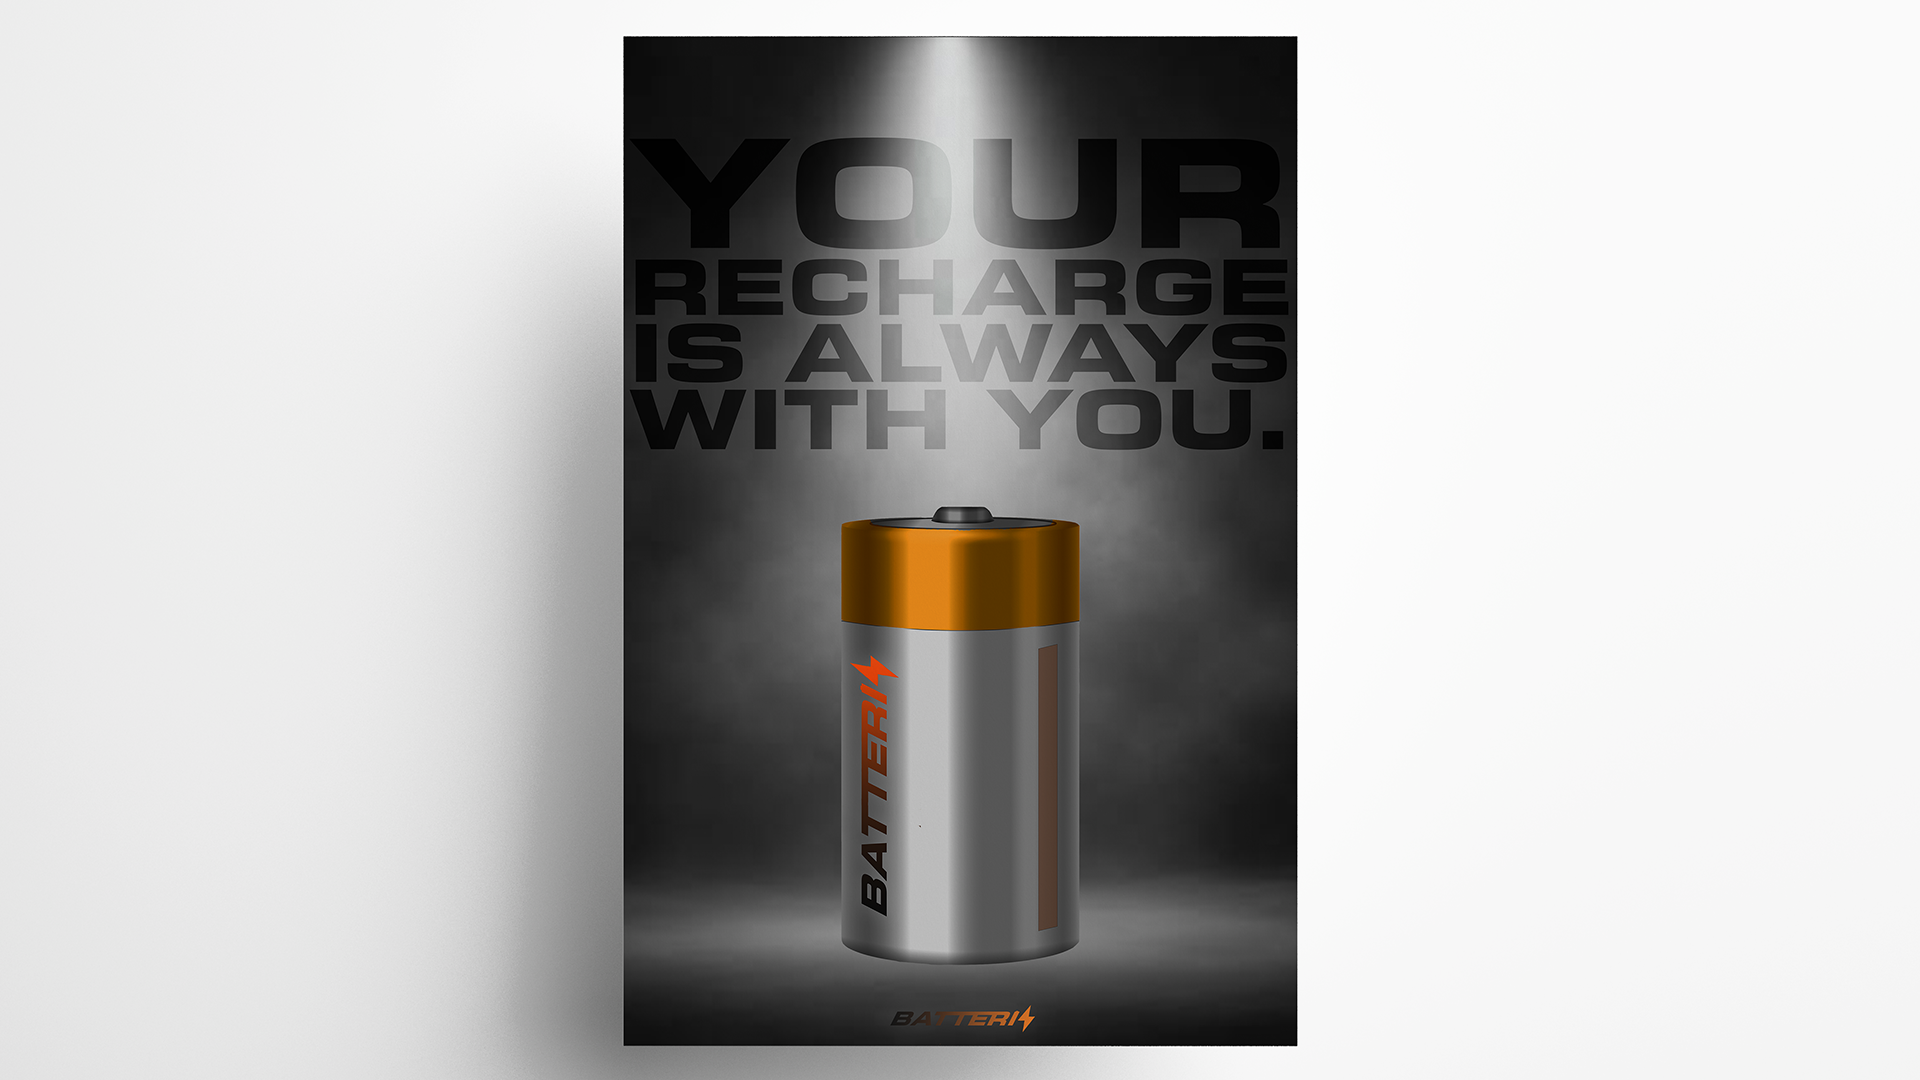 YOUR
RECHARGE
IS ALWAYS
WITH YOU.
BATTERI
BATTERI